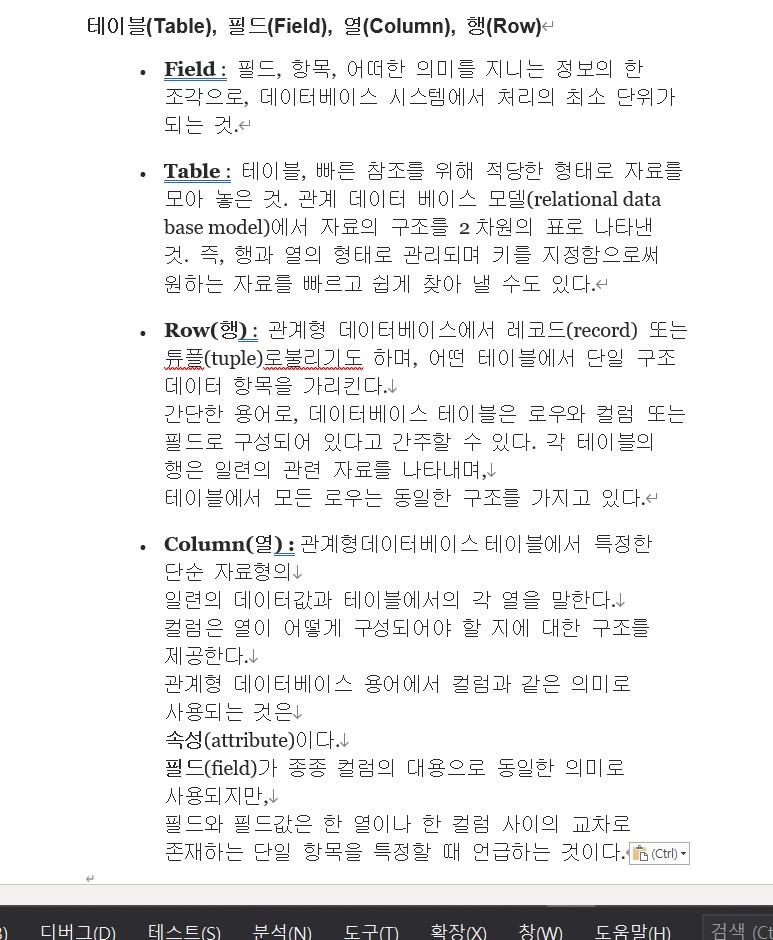 테이블(Table), 필드(Field), 열(Column), 행(Row)
Field : 필드, 항목, 어떠한 의미를 지니는 정보의 한
조각으로, 데이터베이스 시스템에서 처리의 최소 단위가
되는 것.
Table : 테이블, 빠른 참조를 위해 적당한 형태로 자료를
모아 놓은 것. 관계 데이터 베이스 모델(relational data
base model)에서 자료의 구조를 2 차원의 표로 나타낸
것. 즉, 행과 열의 형태로 관리되며 키를 지정함으로써
원하는 자료를 빠르고 쉽게 찾아 낼 수도 있다.
Row(행) : 관계형 데이터베이스에서 레코드(record) 또는
튜플(tuple)로불리기도 하며, 어떤 테이블에서 단일 구조
데이터 항목을 가리킨다.
간단한 용어로, 데이터베이스 테이블은 로우와 컬럼 또는
필드로 구성되어 있다고 간주할 수 있다. 각 테이블의
행은 일련의 관련 자료를 나타내며,
테이블에서 모든 로우는 동일한 구조를 가지고 있다.
Column(열) : 관계형데이터베이스 테이블에서 특정한
단순 자료형의
일련의 데이터값과 테이블에서의 각 열을 말한다.
컬럼은 열이 어떻게 구성되어야 할 지에 대한 구조를
제공한다.
관계형 데이터베이스 용어에서 컬럼과 같은 의미로
사용되는 것은
속성(attribute)이다.
필드(field)가 종종 컬럼의 대용으로 동일한 의미로
사용되지만,
필드와 필드값은 한 열이나 한 컬럼 사이의 교차로
존재하는 단일 항목을 특정할 때 언급하는 것이다. (Ctrl)
디버그(D) 테스트(S) 분석(N) 도구(T) 확장(X) 창(W) 도움말(H) 검색